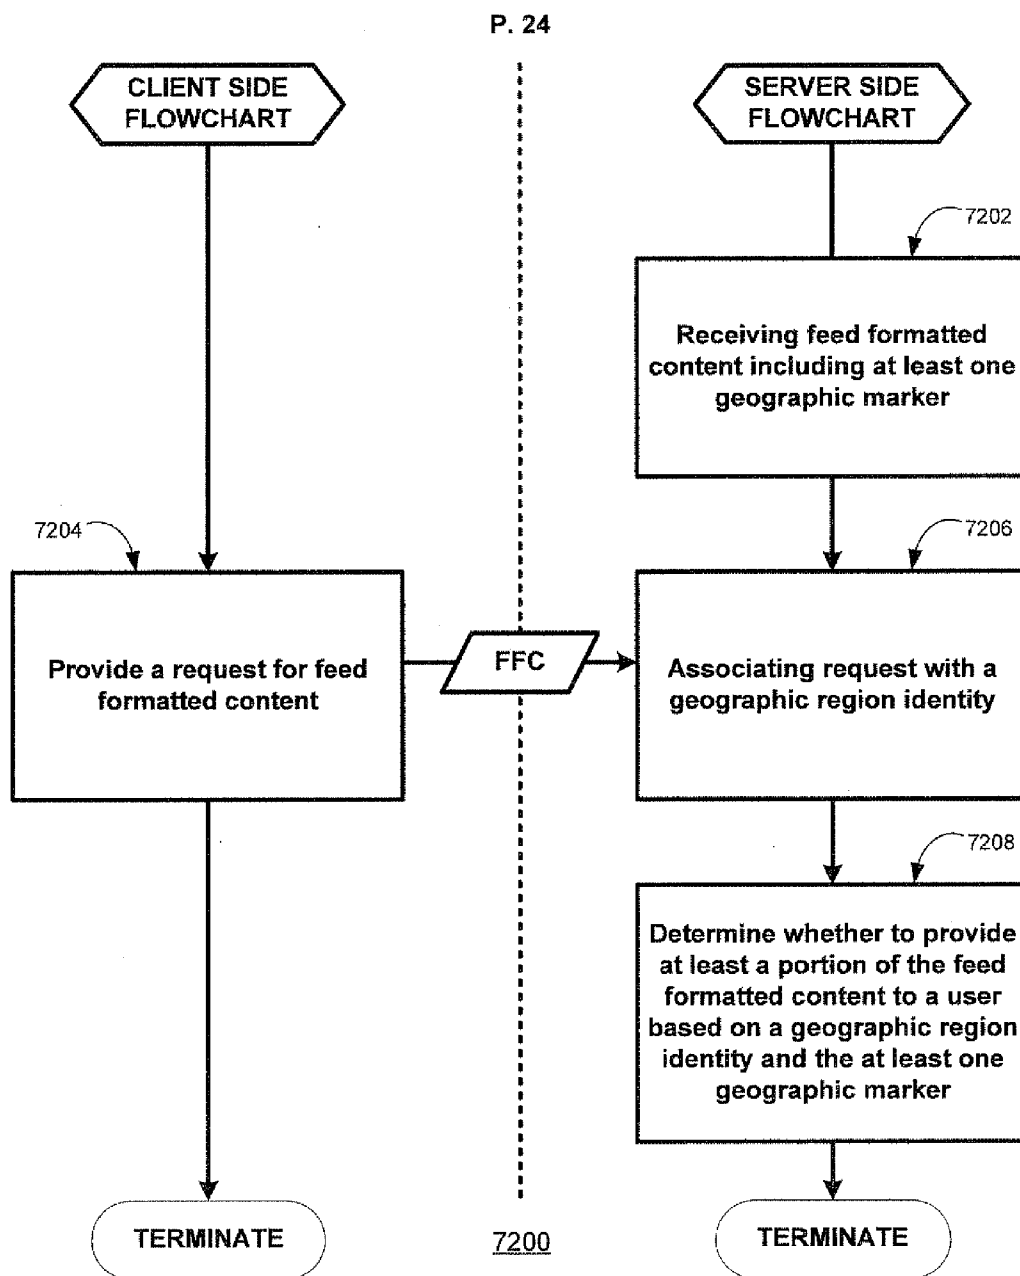 P. 24
CLIENT SIDE
FLOWCHART
SERVER SIDE
FLOWCHART
7202
Receiving feed formatted
content including at least one
geographic marker
7204
Provide a request for feed
formatted content
FFC
7206
Associating request with a
geographic region identity
7208
Determine whether to provide
at least a portion of the feed
formatted content to a user
based on a geographic region
identity and the at least one
geographic marker
TERMINATE
7200
TERMINATE